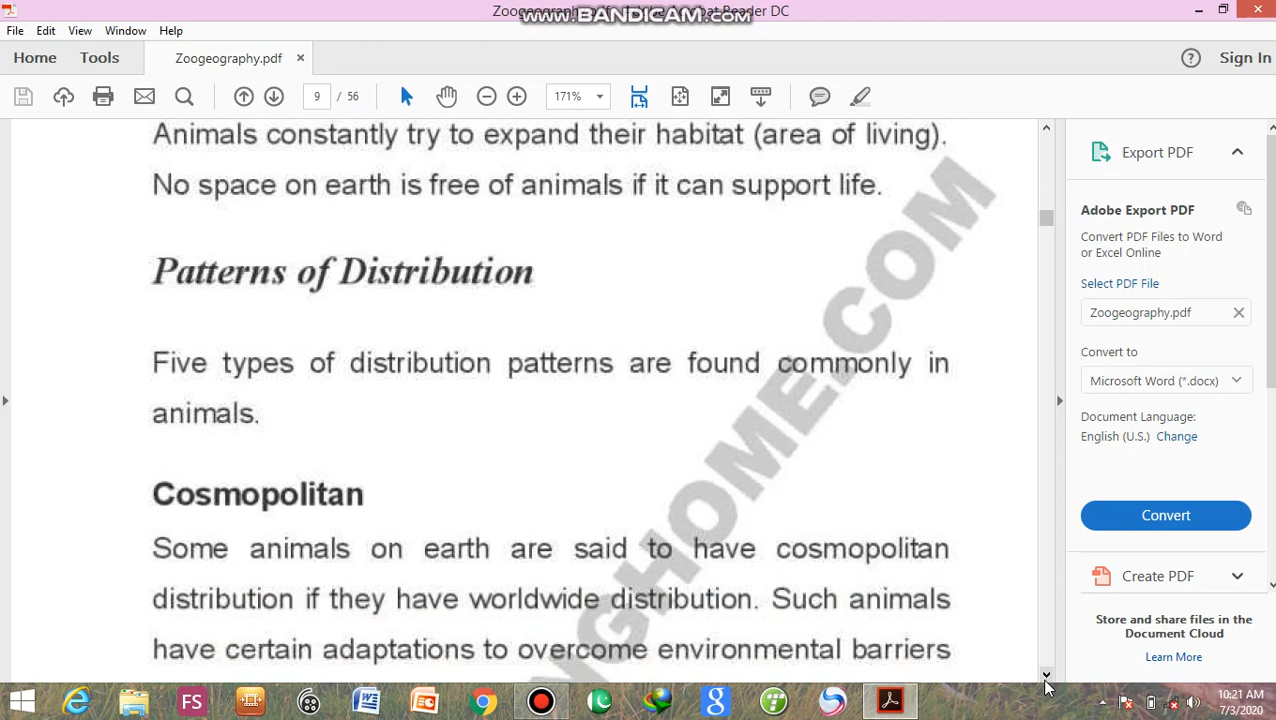 www.BANDICAM.com
File Edit View Window Help
Home Tools Zoogeography.pdf ×
Sign In
9 / 56
171%
Animals constantly try to expand their habitat (area of living).
No space on earth is free of animals if it can support life.
Patterns of Distribution
Five types of distribution patterns are found commonly in
animals.
Cosmopolitan
Some animals on earth are said to have cosmopolitan
distribution if they have worldwide distribution. Such animals
have certain adaptations to overcome environmental barriers
NGHOME.COM
Export PDF
Adobe Export PDF
Convert PDF Files to Word
or Excel Online
Select PDF File
Zoogeography.pdf
Convert to
Microsoft Word (*.docx)
Document Language:
English (U.S.) Change
Convert
Create PDF
Store and share files in the
Document Cloud
Learn More
FS
10:21 AM
7/3/2020